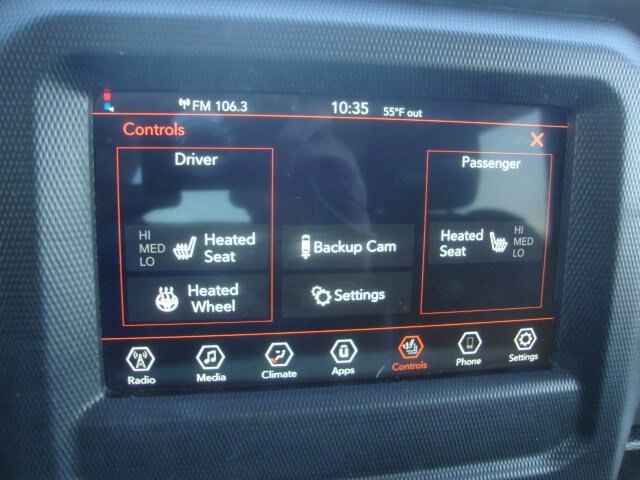 FM 106.3 10:35 55°F out
Controls
Driver
Passenger
HI
MED
LO
Heated
Seat
Backup Cam
Heated
Seat
HI
MED
LO
Heated
Wheel
Settings
Radio Media Climate Apps Controls Phone Settings